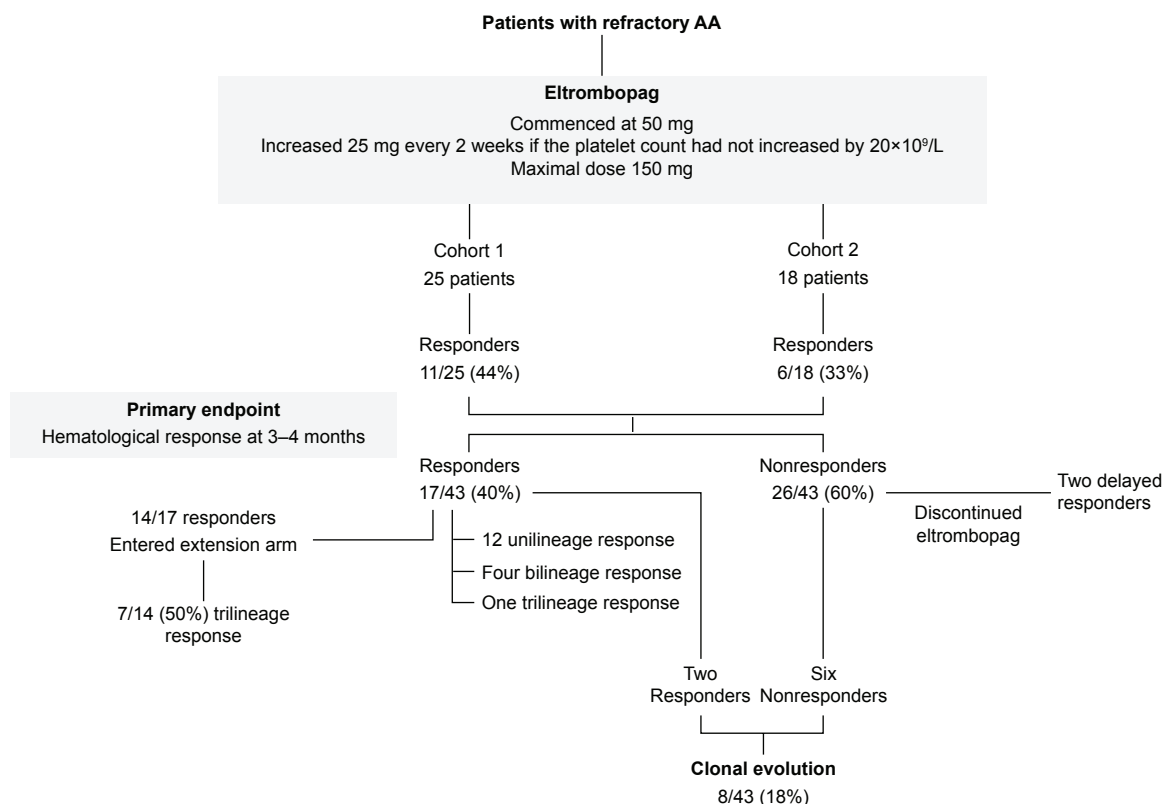 Patients with refractory AA
Eltrombopag
Commenced at 50 mg
Increased 25 mg every 2 weeks if the platelet count had not increased by 20×10⁹/L
Maximal dose 150 mg
Cohort 1
25 patients
Cohort 2
18 patients
Responders
11/25 (44%)
Responders
6/18 (33%)
Primary endpoint
Hematological response at 3–4 months
Responders
17/43 (40%)
Nonresponders
26/43 (60%)
Discontinued
eltrombopag
Two delayed
responders
14/17 responders
Entered extension arm
12 unilineage response
Four bilineage response
One trilineage response
7/14 (50%) trilineage
response
Two
Responders
Six
Nonresponders
Clonal evolution
8/43 (18%)